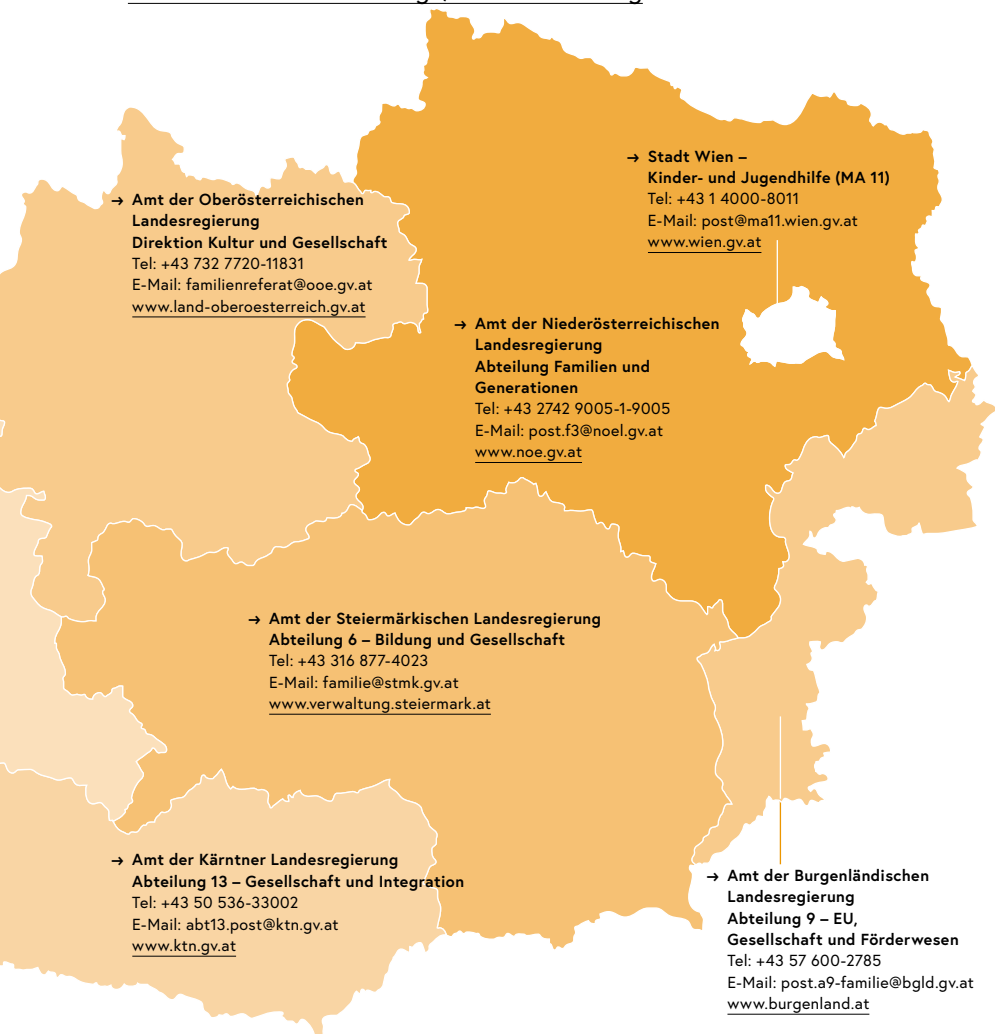 → Stadt Wien –
Kinder- und Jugendhilfe (MA 11)
Tel: +43 1 4000-8011
E-Mail: post@ma11.wien.gv.at
www.wien.gv.at
→ Amt der Oberösterreichischen
Landesregierung
Direktion Kultur und Gesellschaft
Tel: +43 732 7720-11831
E-Mail: familienreferat@ooe.gv.at
www.land-oberoesterreich.gv.at
→ Amt der Niederösterreichischen
Landesregierung
Abteilung Familien und
Generationen
Tel: +43 2742 9005-1-9005
E-Mail: post.f3@noel.gv.at
www.noe.gv.at
→ Amt der Steiermärkischen Landesregierung
Abteilung 6 – Bildung und Gesellschaft
Tel: +43 316 877-4023
E-Mail: familie@stmk.gv.at
www.verwaltung.steiermark.at
→ Amt der Kärntner Landesregierung
Abteilung 13 – Gesellschaft und Integration
Tel: +43 50 536-33002
E-Mail: abt13.post@ktn.gv.at
www.ktn.gv.at
→ Amt der Burgenländischen
Landesregierung
Abteilung 9 – EU,
Gesellschaft und Förderwesen
Tel: +43 57 600-2785
E-Mail: post.a9-familie@bgld.gv.at
www.burgenland.at